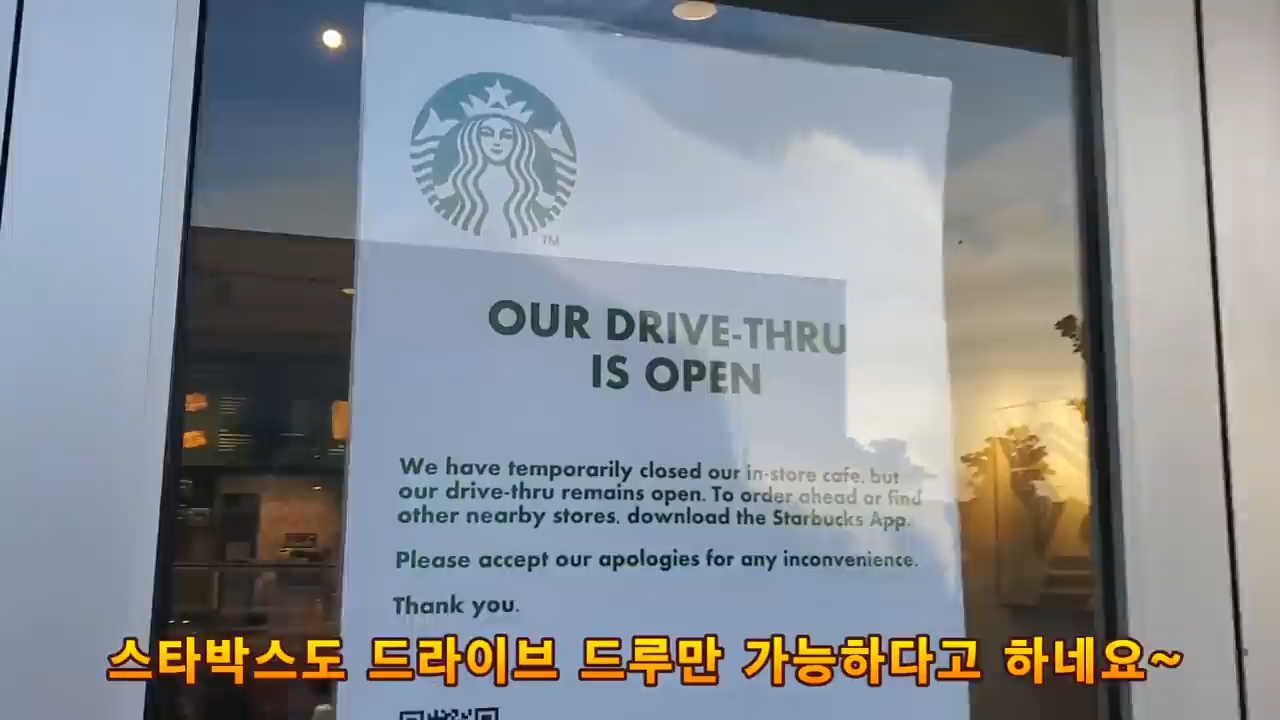 TM
OUR DRIVE-THRU
IS OPEN
We have temporarily closed our in-store cafe, but
our drive-thru remains open. To order ahead or find
other nearby stores, download the Starbucks App.
Please accept our apologies for any inconvenience.
Thank you.
스타박스도 드라이브 드루만 가능하다고 하네요~